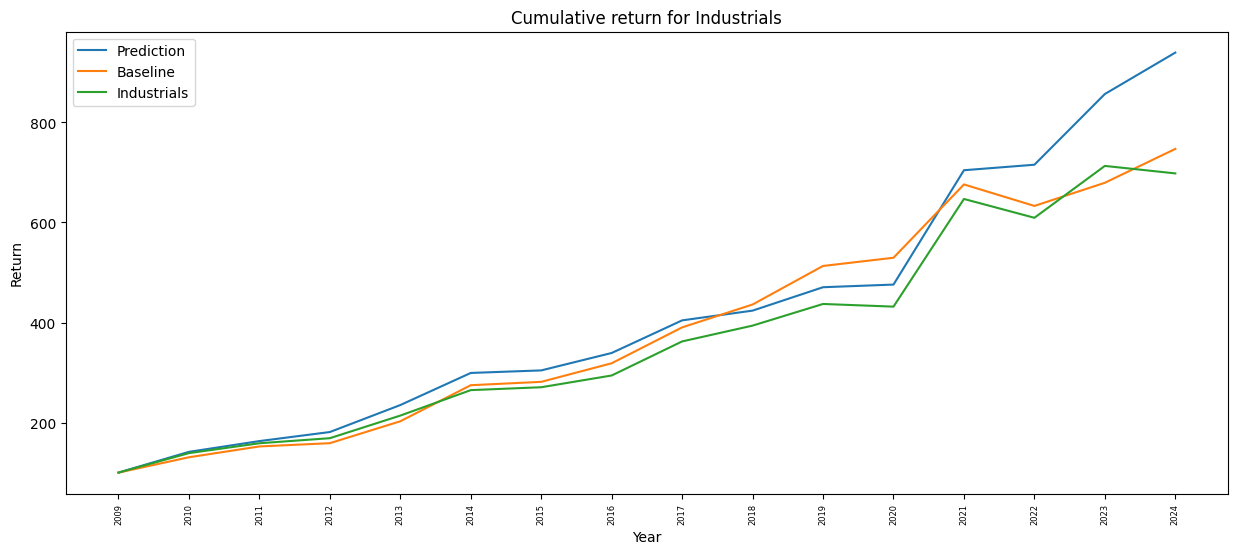 Cumulative return for Industrials
Prediction
Baseline
Industrials
800
600
400
200
Return
2009 2010 2011 2012 2013 2014 2015 2016 2017 2018 2019 2020 2021 2022 2023 2024
Year